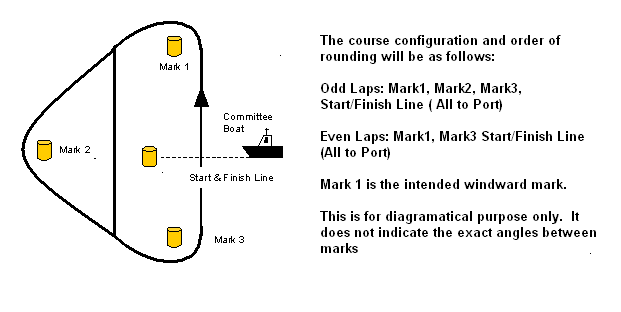 Mark 1
Committee
Boat
Mark 2
Start & Finish Line
Mark 3
The course configuration and order of
rounding will be as follows:
Odd Laps: Mark1, Mark2, Mark3,
Start/Finish Line ( All to Port)
Even Laps: Mark1, Mark3 Start/Finish Line
(All to Port)
Mark 1 is the intended windward mark.
This is for diagramatical purpose only.  It
does not indicate the exact angles between
marks